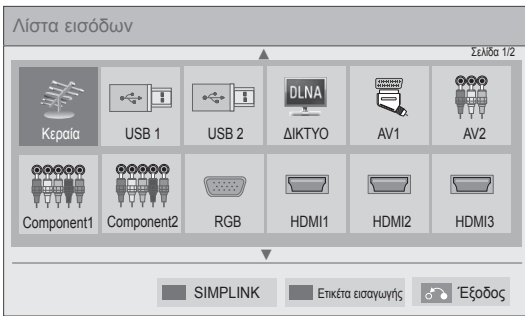 Λίστα εισόδων
Σελίδα 1/2
DLNA
Κεραία USB 1 USB 2 ΔΙΚΤΥΟ AV1 AV2
Component1 Component2 RGB HDMI1 HDMI2 HDMI3
SIMPLINK Ετικέτα εισαγωγής Έξοδος